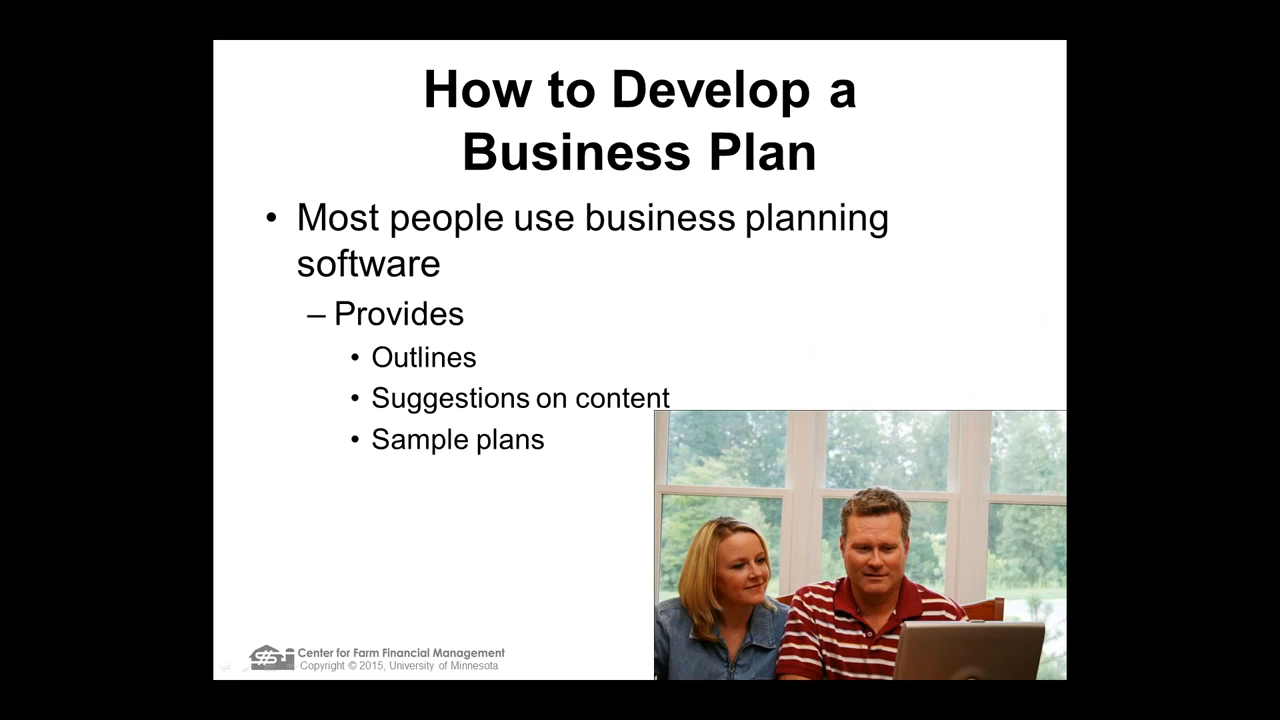 How to Develop a
Business Plan
• Most people use business planning
software
– Provides
• Outlines
• Suggestions on content
• Sample plans
Center for Farm Financial Management
Copyright © 2015, University of Minnesota